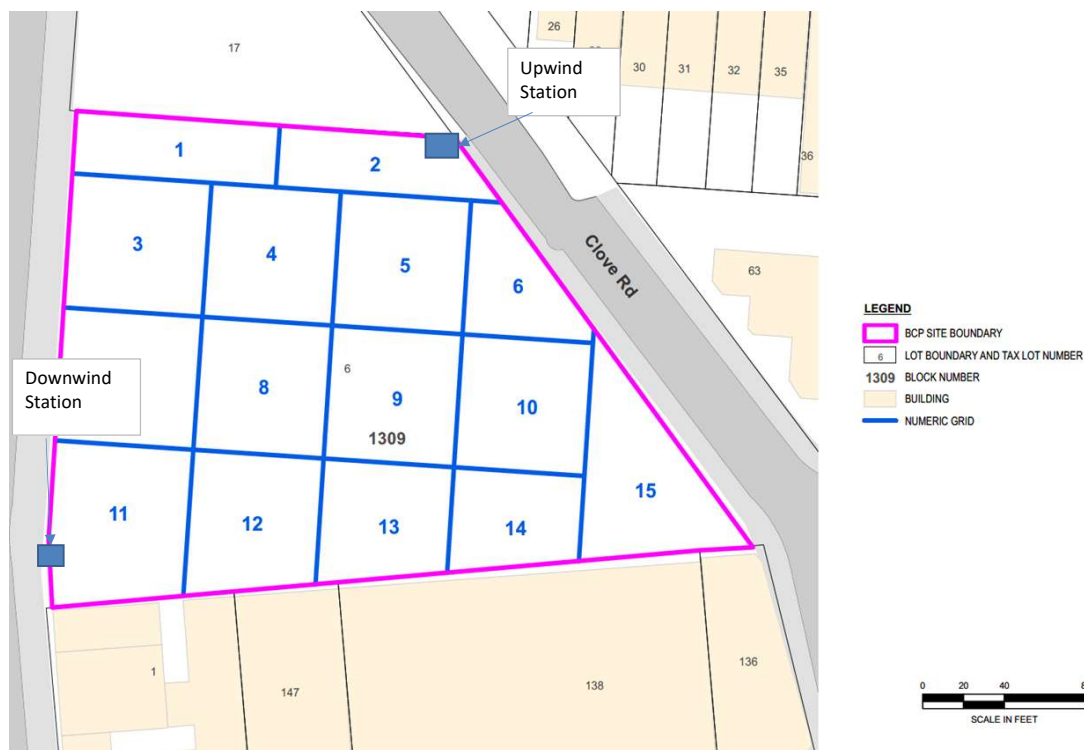 17
Upwind
Station
26
30
31
32
35
36
1
2
3
4
5
6
Clove Rd
63
Downwind
Station
8
6
9
10
1309
11
12
13
14
15
1
147
138
136
LEGEND
BCP SITE BOUNDARY
6 LOT BOUNDARY AND TAX LOT NUMBER
1309 BLOCK NUMBER
BUILDING
NUMERIC GRID
0 20 40
SCALE IN FEET